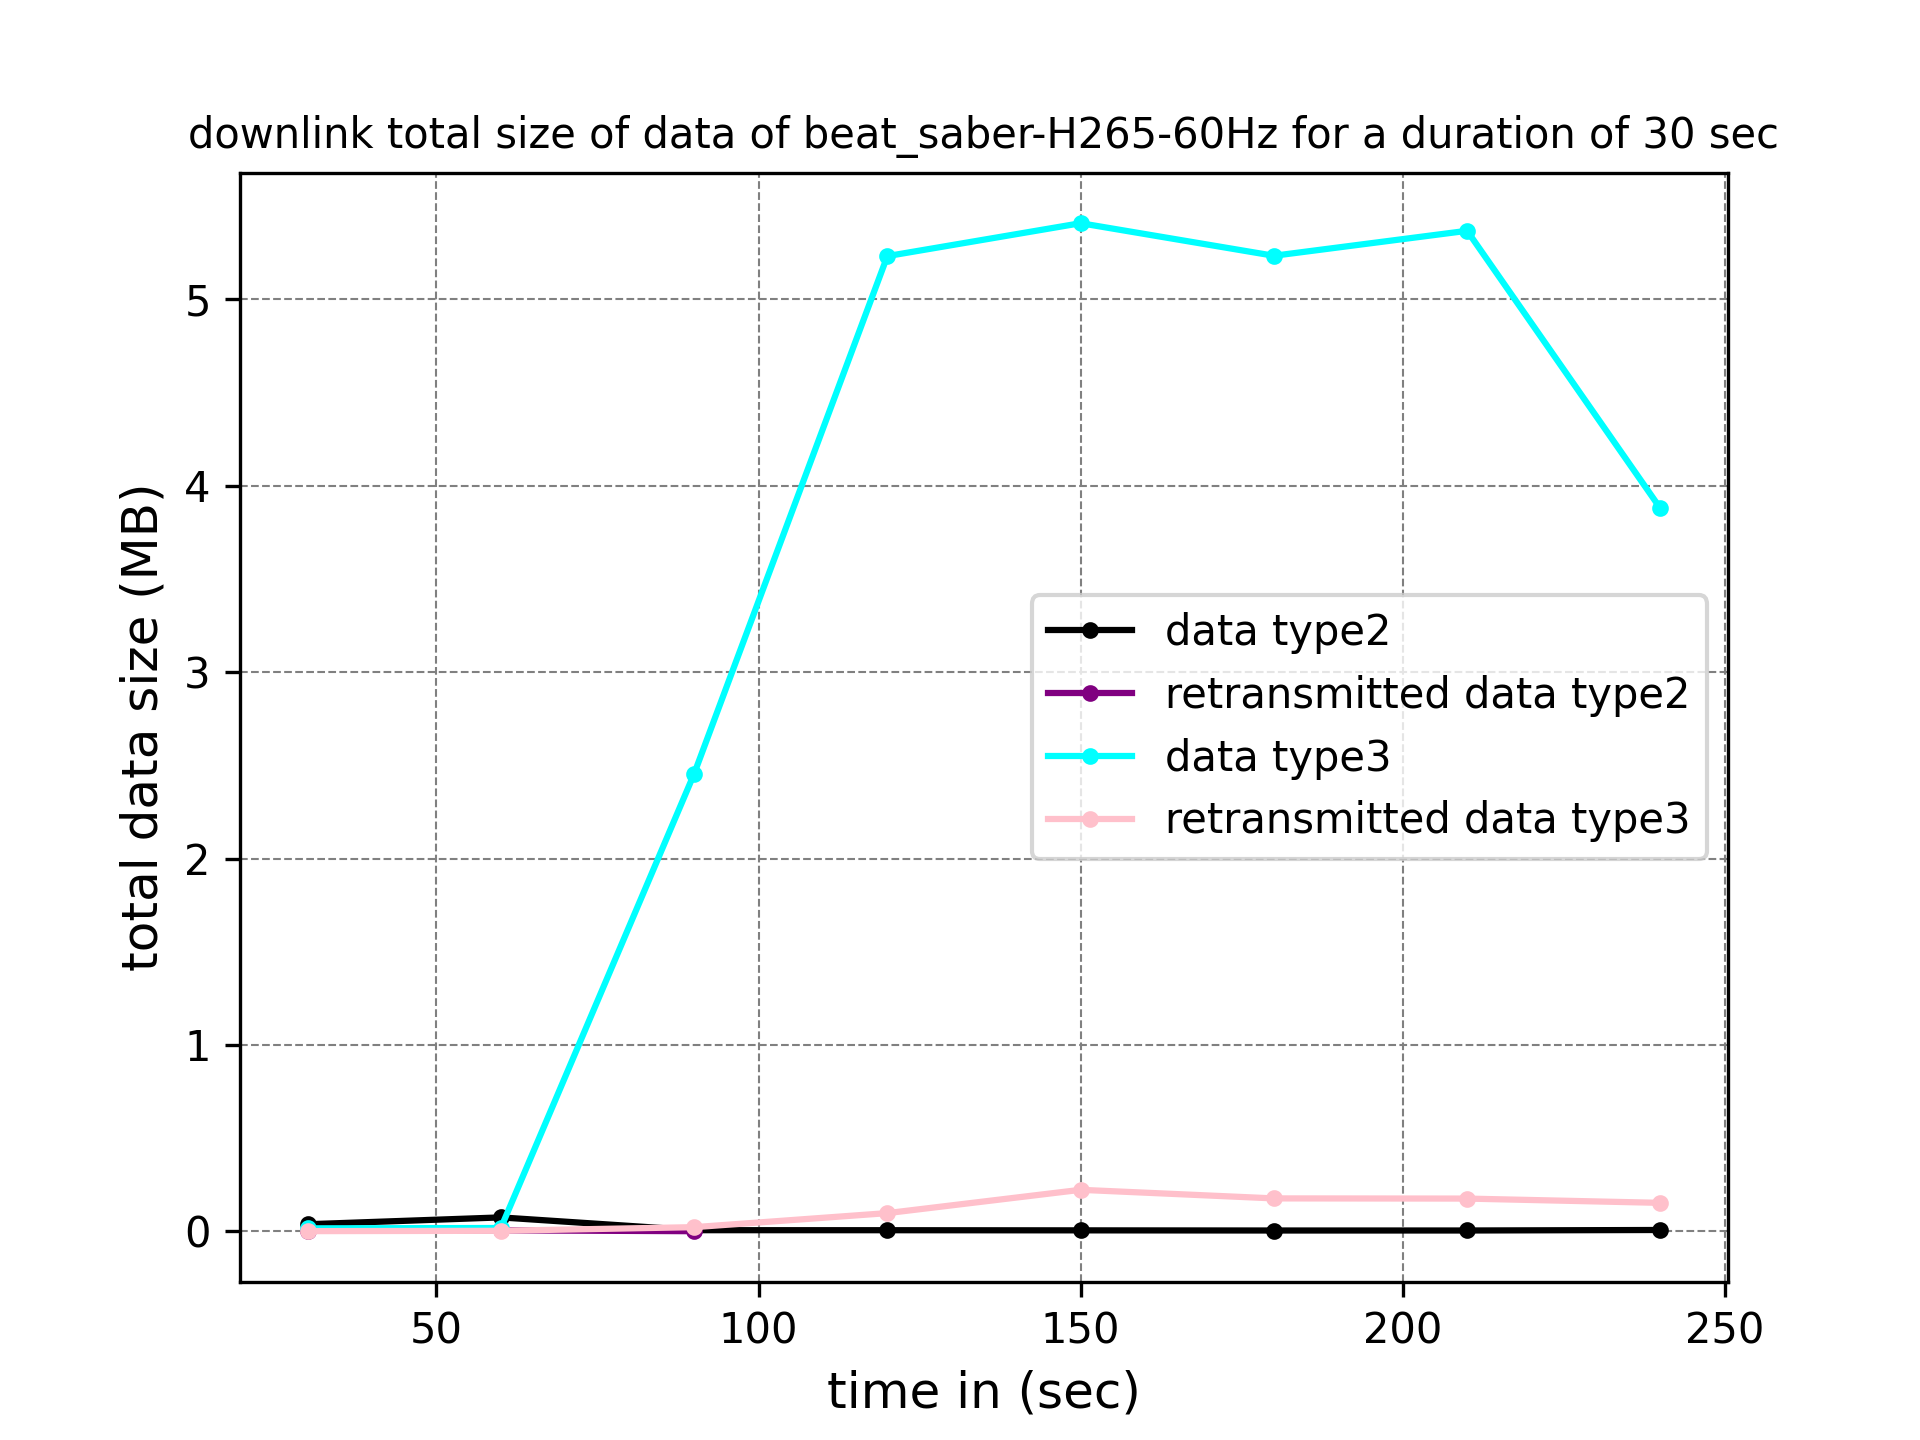 downlink total size of data of beat_saber-H265-60Hz for a duration of 30 sec
total data size (MB)
5
4
3
2
1
0
data type2
retransmitted data type2
data type3
retransmitted data type3
50 100 150 200 250
time in (sec)